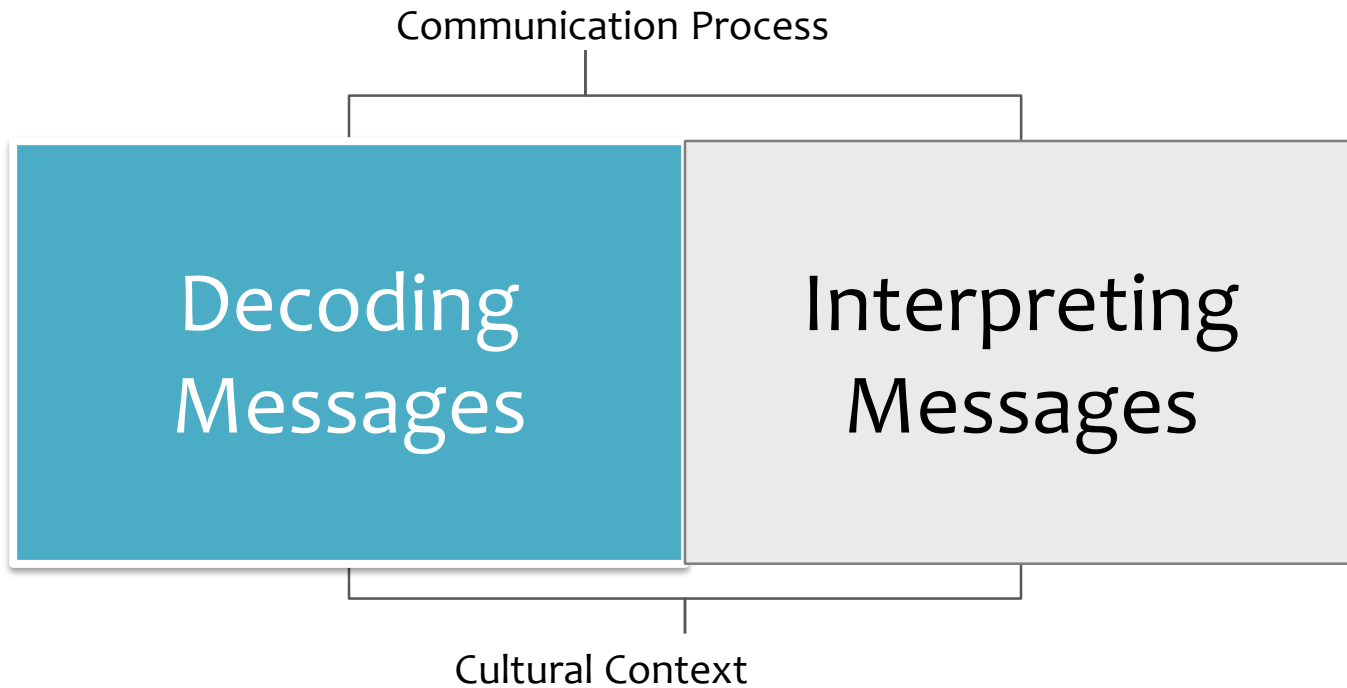 Communication Process
Decoding
Messages
Interpreting
Messages
Cultural Context